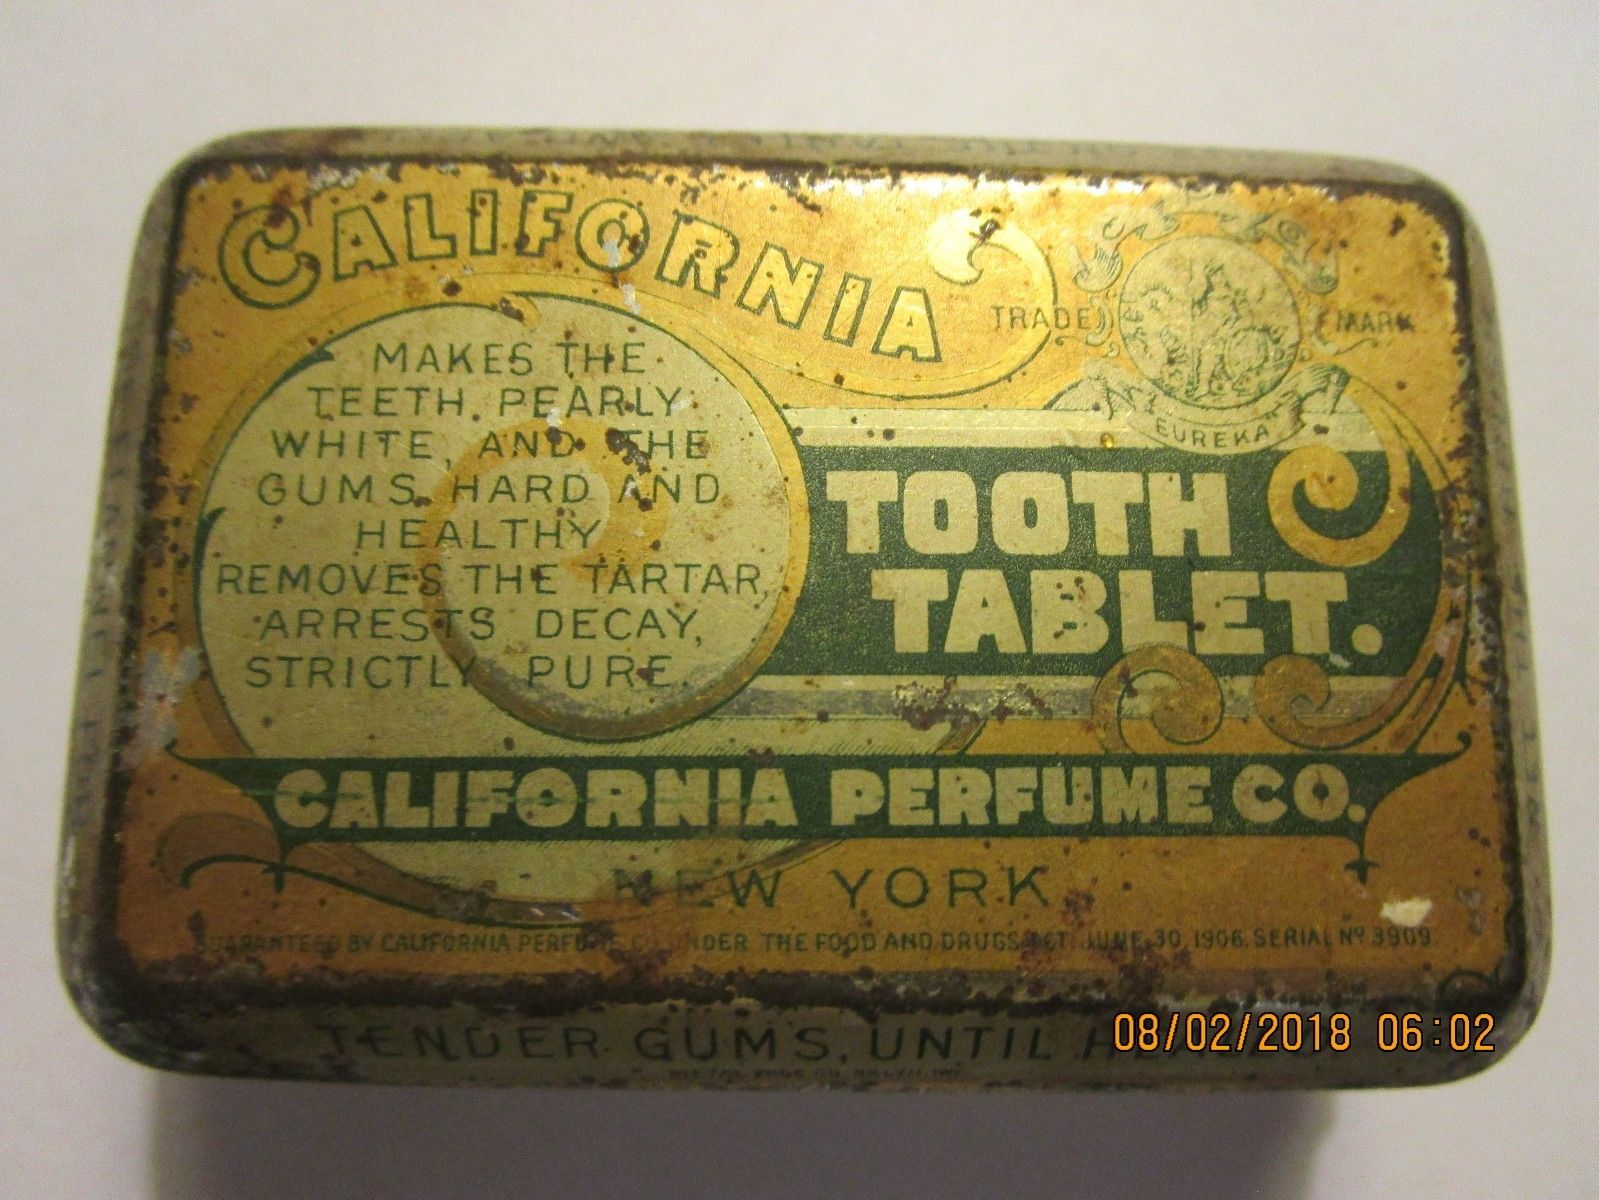 CALIFORNIA
TRADE MARK
EUREKA
MAKES THE
TEETH PEARLY
WHITE, AND THE
GUMS HARD AND
HEALTHY
REMOVES THE TARTAR,
ARRESTS DECAY,
STRICTLY PURE.
TOOTH
TABLET.
CALIFORNIA PERFUME CO.
NEW YORK
GUARANTEED BY CALIFORNIA PERFUME CO. UNDER THE FOOD AND DRUGS ACT. JUNE 30, 1906. SERIAL Nº 3909.
TENDER GUMS, UNTIL
08/02/2018 06:02